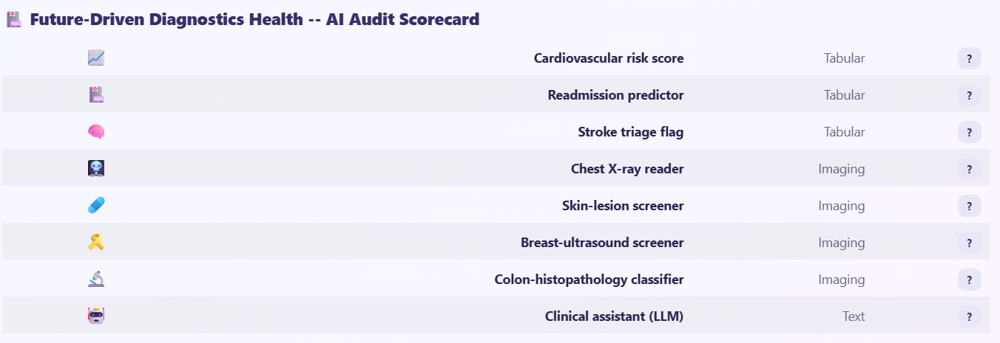 Future-Driven Diagnostics Health -- AI Audit Scorecard
Cardiovascular risk score Tabular ?
Readmission predictor Tabular ?
Stroke triage flag Tabular ?
Chest X-ray reader Imaging ?
Skin-lesion screener Imaging ?
Breast-ultrasound screener Imaging ?
Colon-histopathology classifier Imaging ?
Clinical assistant (LLM) Text ?